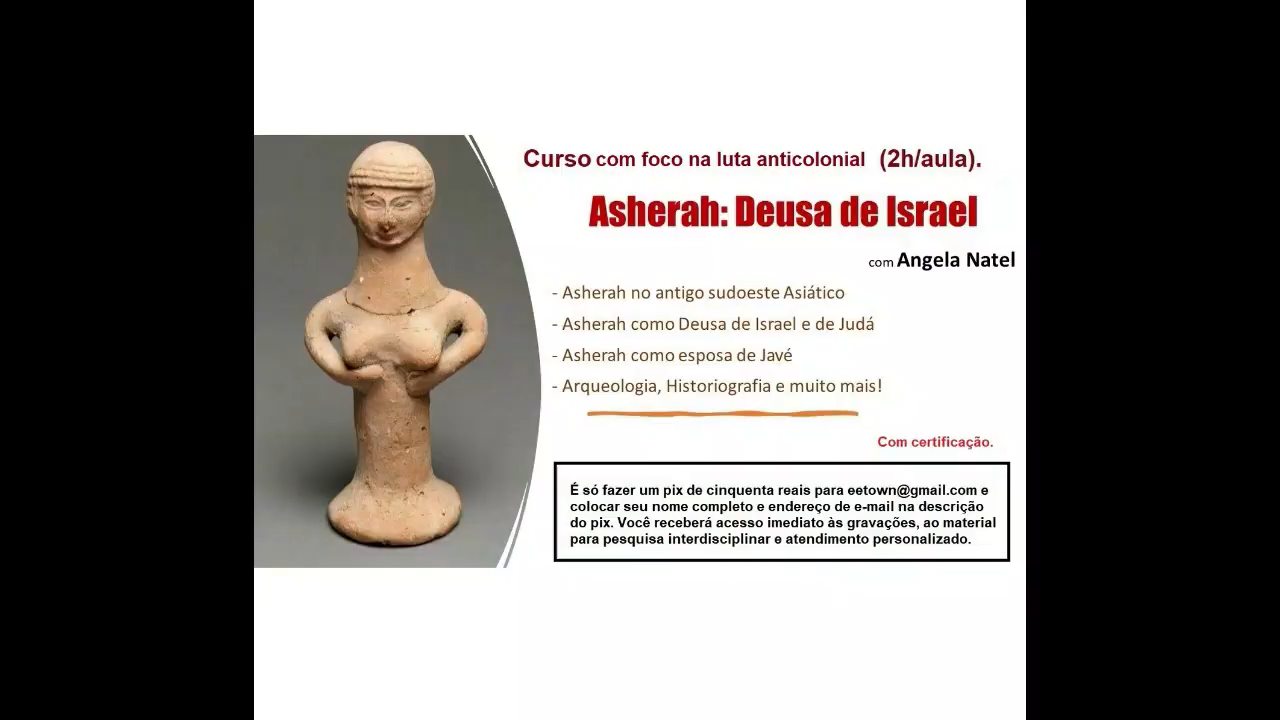 Curso com foco na luta anticolonial (2h/aula).
Asherah: Deusa de Israel
com Angela Natel
- Asherah no antigo sudoeste Asiático
- Asherah como Deusa de Israel e de Judá
- Asherah como esposa de Javé
- Arqueologia, Historiografia e muito mais!
Com certificação.
É só fazer um pix de cinquenta reais para eetown@gmail.com e
colocar seu nome completo e endereço de e-mail na descrição
do pix. Você receberá acesso imediato às gravações, ao material
para pesquisa interdisciplinar e atendimento personalizado.